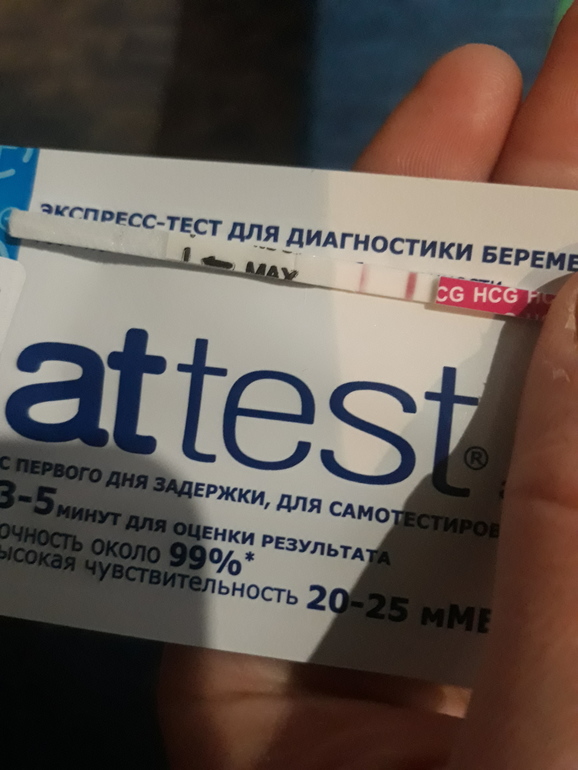 ЭКСПРЕСС-ТЕСТ ДЛЯ ДИАГНОСТИКИ БЕРЕМЕ
MAX
CG HCG HC
attest®
С ПЕРВОГО ДНЯ ЗАДЕРЖКИ, ДЛЯ САМОТЕСТИРОВ
3-5 МИНУТ ДЛЯ ОЦЕНКИ РЕЗУЛЬТАТА
ОЧНОСТЬ ОКОЛО 99%*
ЫСОКАЯ ЧУВСТВИТЕЛЬНОСТЬ 20-25 мМЕ